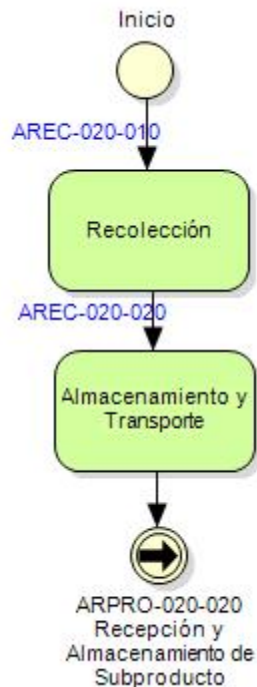 Inicio
AREC-020-010
Recolección
AREC-020-020
Almacenamiento y
Transporte
ARPRO-020-020
Recepción y
Almacenamiento de
Subproducto